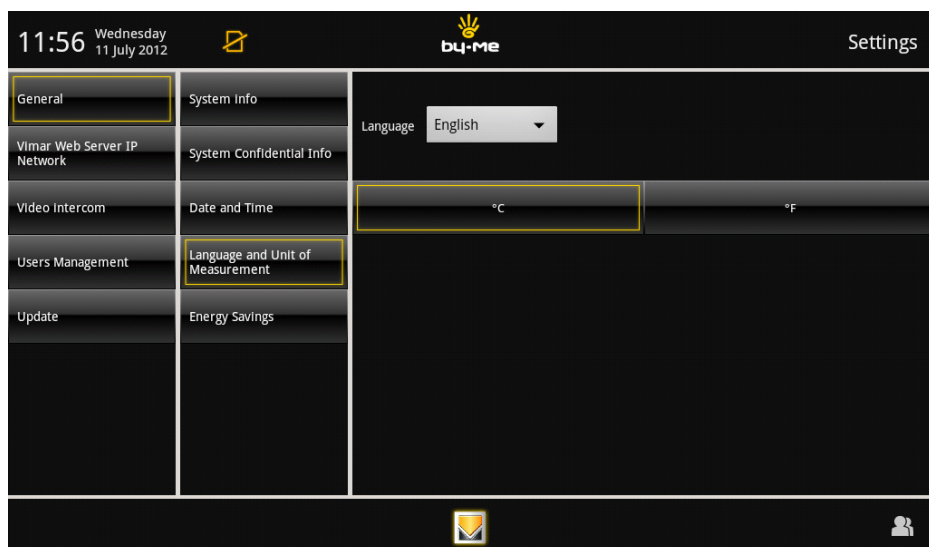 11:56
Wednesday
11 July 2012
by-me
Settings
General
System Info
Vimar Web Server IP
Network
System Confidential Info
Language
English
Video Intercom
Date and Time
°C
°F
Users Management
Language and Unit of
Measurement
Update
Energy Savings